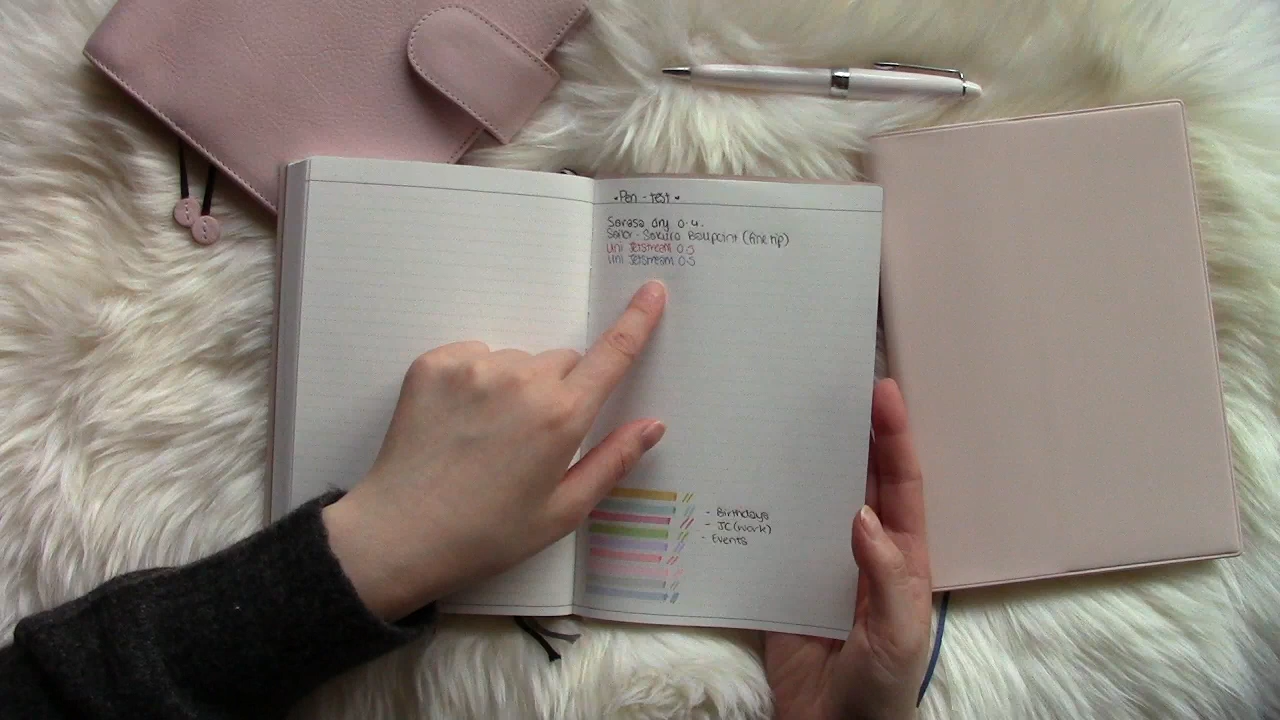 • Pen - test •
Sarasa dry 0.4.
Sakura Ballpoint (fine tip)
Uni Jetstream 0.5
Uni Jetstream 0.5
- Birthdays
- JC (work)
- Events